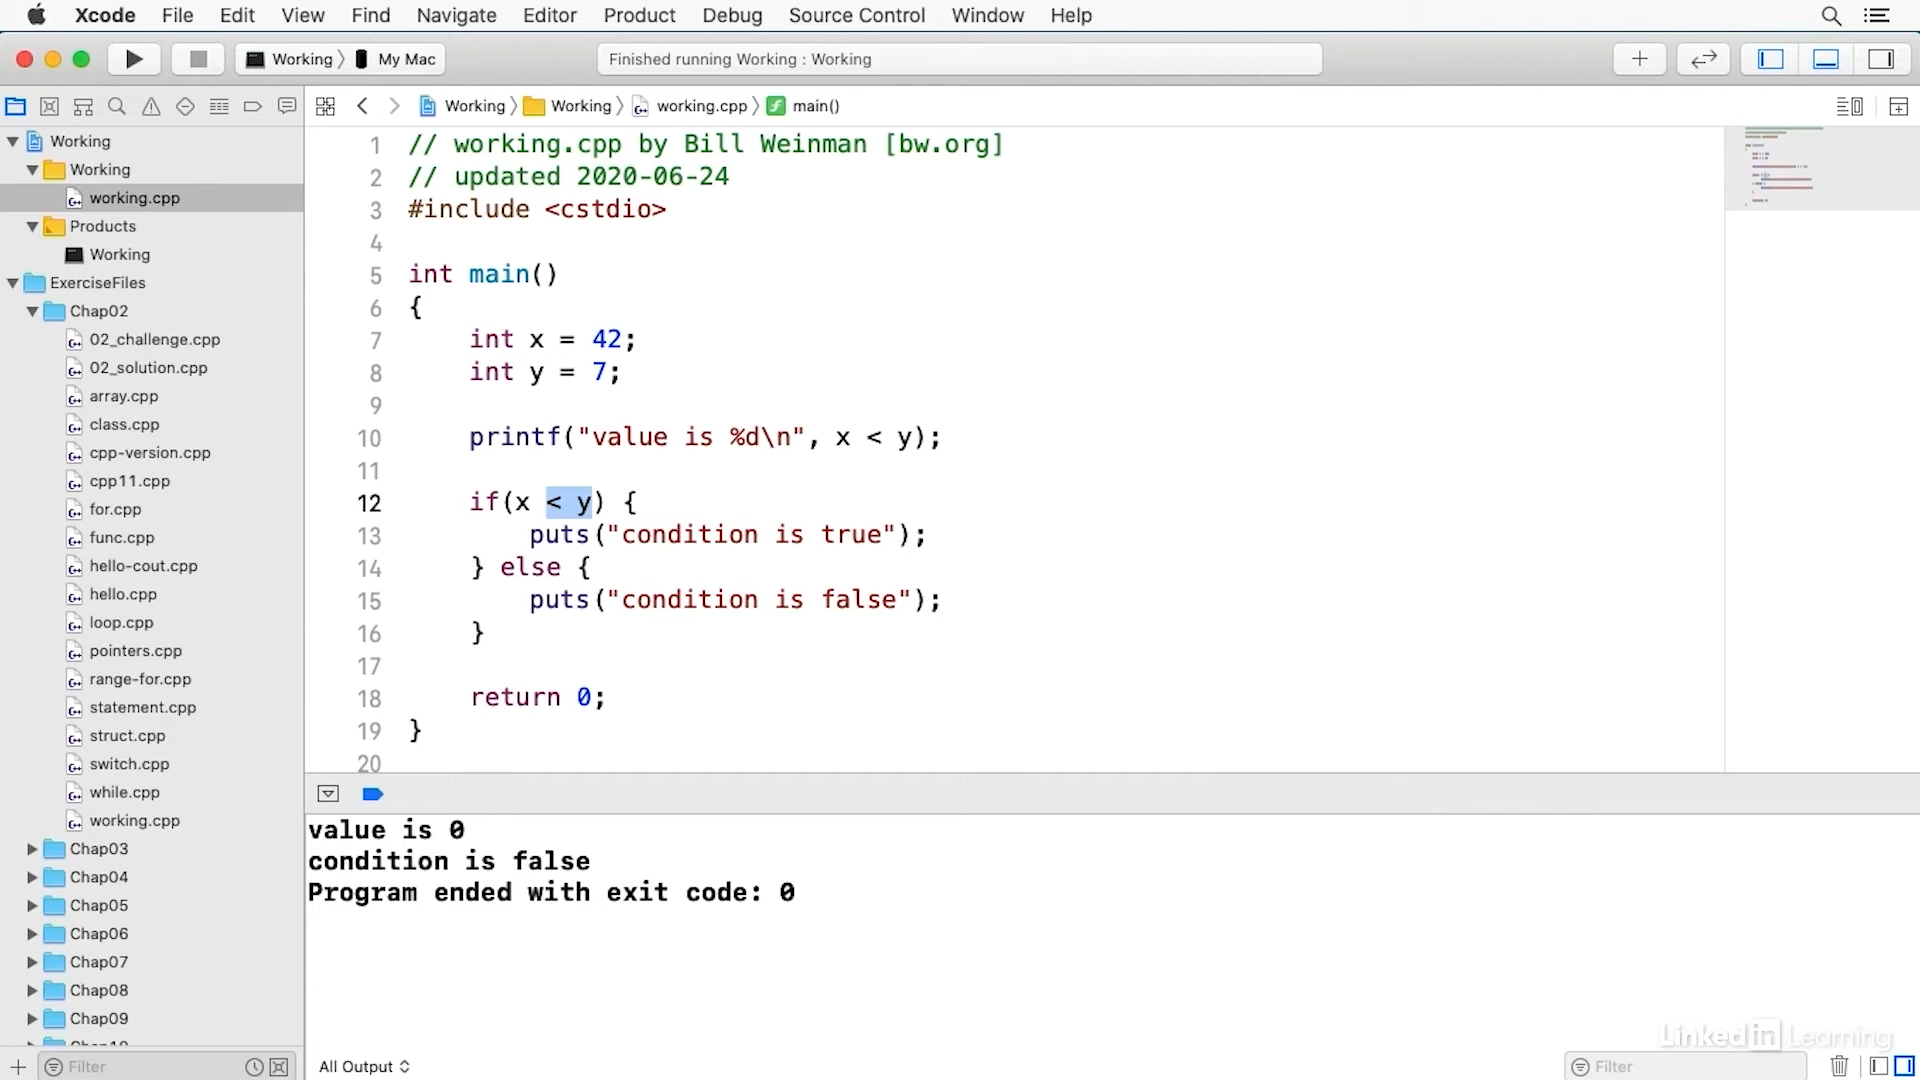 Xcode File Edit View Find Navigate Editor Product Debug Source Control Window Help
Working 〉 My Mac
Finished running Working : Working
Working 〉 Working 〉 working.cpp 〉 main()
Working
Working
working.cpp
Products
Working
ExerciseFiles
Chap02
02_challenge.cpp
02_solution.cpp
array.cpp
class.cpp
cpp-version.cpp
cpp11.cpp
for.cpp
func.cpp
hello-cout.cpp
hello.cpp
loop.cpp
pointers.cpp
range-for.cpp
statement.cpp
struct.cpp
switch.cpp
while.cpp
working.cpp
Chap03
Chap04
Chap05
Chap06
Chap07
Chap08
Chap09
Filter
1 // working.cpp by Bill Weinman [bw.org]
2 // updated 2020-06-24
3 #include <cstdio>
4
5 int main()
6 {
7 int x = 42;
8 int y = 7;
9
10 printf("value is %d\n", x < y);
11
12 if(x < y) {
13 puts("condition is true");
14 } else {
15 puts("condition is false");
16 }
17
18 return 0;
19 }
20
value is 0
condition is false
Program ended with exit code: 0
All Output
Filter
Linked in Learning